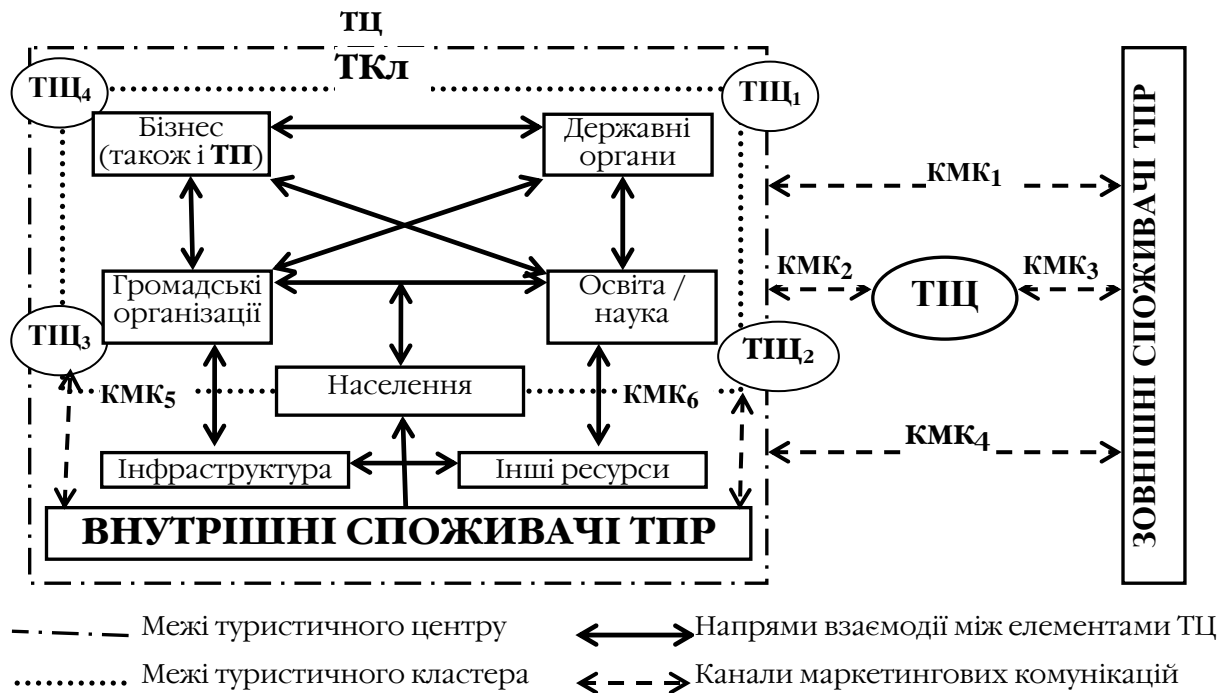 ТЦ
ТКл
ТІЦ4
ТІЦ1
Бізнес
(також і ТП)
Державні
органи
КМК1
Громадські
організації
Освіта /
наука
КМК2
ТІЦ
КМК3
ТІЦ3
ТІЦ2
Населення
КМК5
КМК6
КМК4
Інфраструктура
Інші ресурси
ВНУТРІШНІ СПОЖИВАЧІ ТПР
ЗОВНІШНІ СПОЖИВАЧІ ТПР
Межі туристичного центру
Напрями взаємодії між елементами ТЦ
Межі туристичного кластера
Канали маркетингових комунікацій